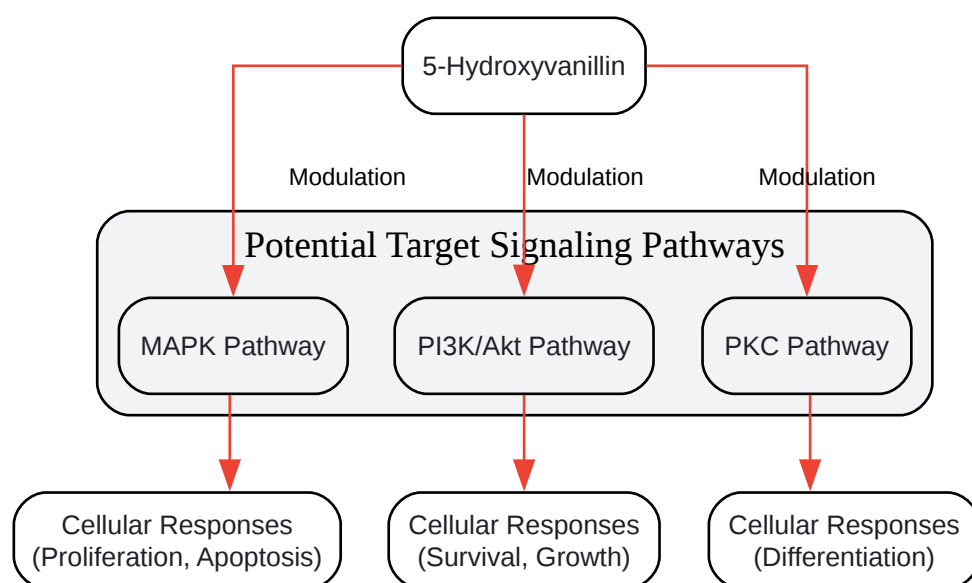 5-Hydroxyvanillin
Modulation
Modulation
Modulation
Potential Target Signaling Pathways
MAPK Pathway
PI3K/Akt Pathway
PKC Pathway
Cellular Responses
(Proliferation, Apoptosis)
Cellular Responses
(Survival, Growth)
Cellular Responses
(Differentiation)